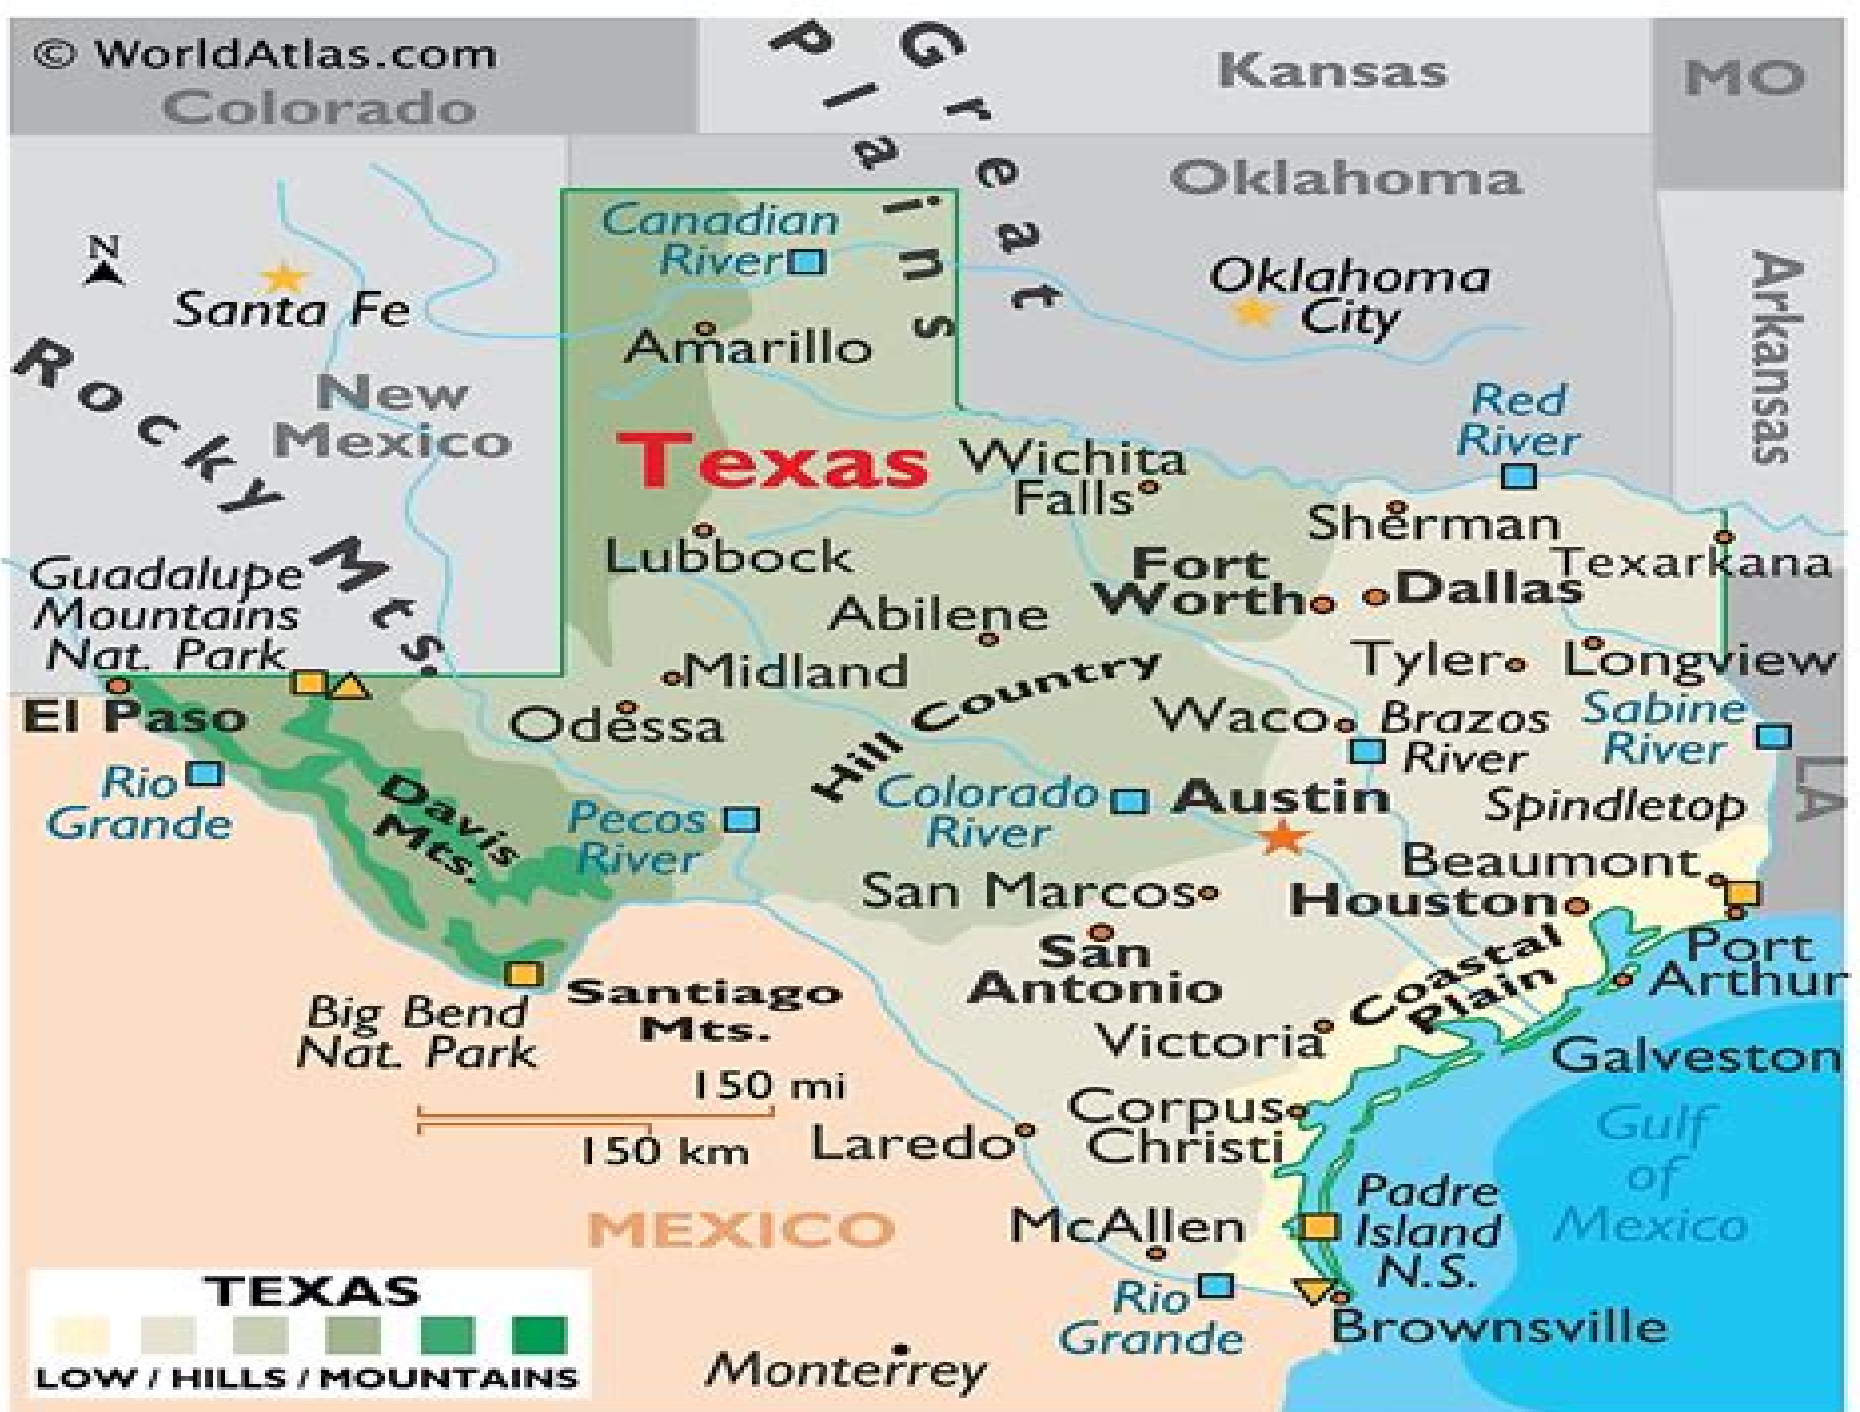 © WorldAtlas.com
Colorado
Great
Plains
Kansas
MO
Oklahoma
Canadian
River
N
Santa Fe
Oklahoma
City
Arkansas
Amarillo
Rocky Mts.
New
Mexico
Red
River
Texas
Wichita
Falls
Sherman
Lubbock
Fort
Worth
Dallas
Texarkana
Guadalupe
Mountains
Nat. Park
Abilene
Midland
Tyler
Longview
El Paso
Odessa
Hill Country
Waco
Brazos
River
Sabine
River
Rio
Grande
Davis
Mts.
Pecos
River
Colorado
River
Austin
Spindletop
LA
Beaumont
San Marcos
Houston
San
Antonio
Coastal
Plain
Port
Arthur
Big Bend
Nat. Park
Santiago
Mts.
Victoria
Galveston
150 mi
150 km
Laredo
Corpus
Christi
Gulf
of
Mexico
MEXICO
McAllen
Padre
Island
N.S.
Rio
Grande
Brownsville
Monterrey
TEXAS
LOW / HILLS / MOUNTAINS